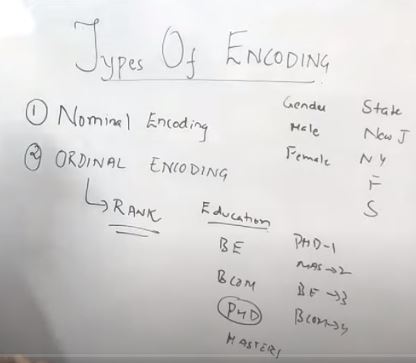 Types Of ENCODING
① Nominal Encoding
② ORDINAL ENCODING
↳ RANK
Gender
Male
Female
State
New J
NY
F
S
Education
BE
BCOM
PHD
MASTERS
PHD-1
MAS→2
BE→3
BCOM→4